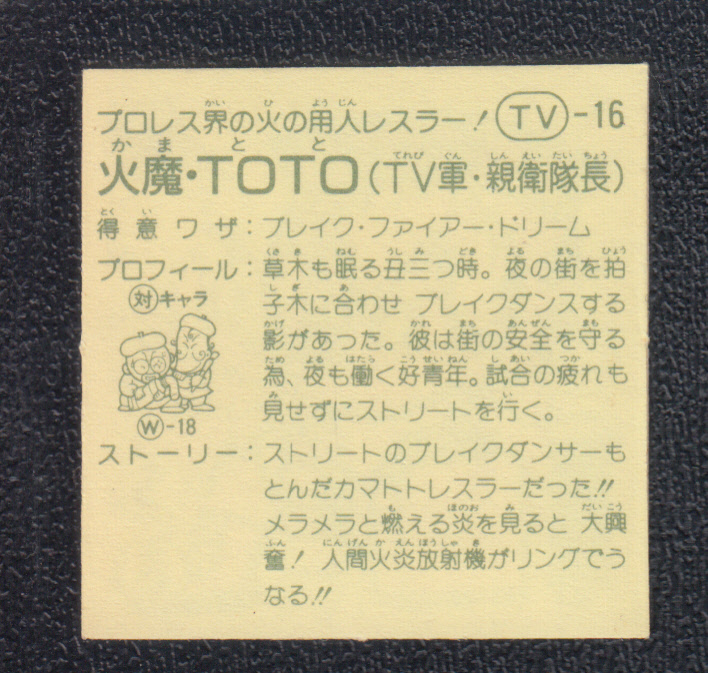 プロレス界の火の用人レスラー! TV-16
火魔・TOTO(TV軍・親衛隊長)
得意ワザ:ブレイク・ファイアー・ドリーム
プロフィール:草木も眠る丑三つ時。夜の街を拍
対キャラ 子木に合わせ ブレイクダンスする
影があった。彼は街の安全を守る
為、夜も働く好青年。試合の疲れも
W-18 見せずにストリートを行く。
ストーリー:ストリートのブレイクダンサーも
とんだカマトトレスラーだった!!
メラメラと燃える炎を見ると 大興
奮! 人間火炎放射機がリングでう
なる!!